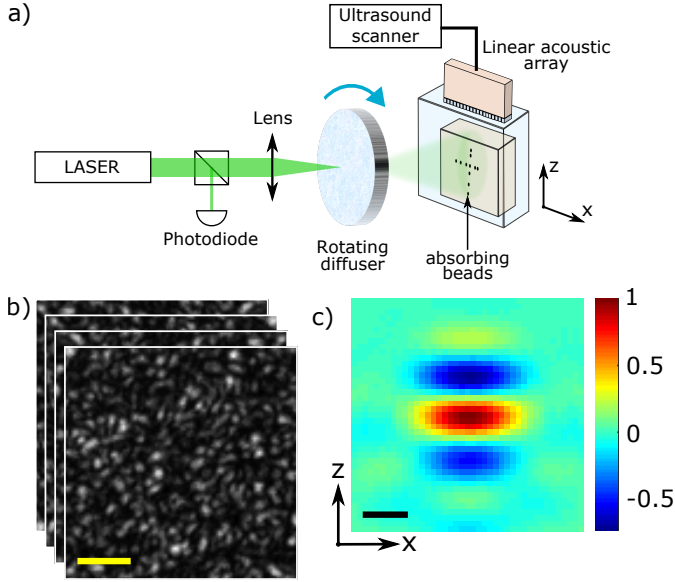 a)
Ultrasound
scanner
Linear acoustic
array
Lens
LASER
Photodiode
Rotating
diffuser
absorbing
beads
z
x
b)
c)
1
0.5
0
-0.5
z
x